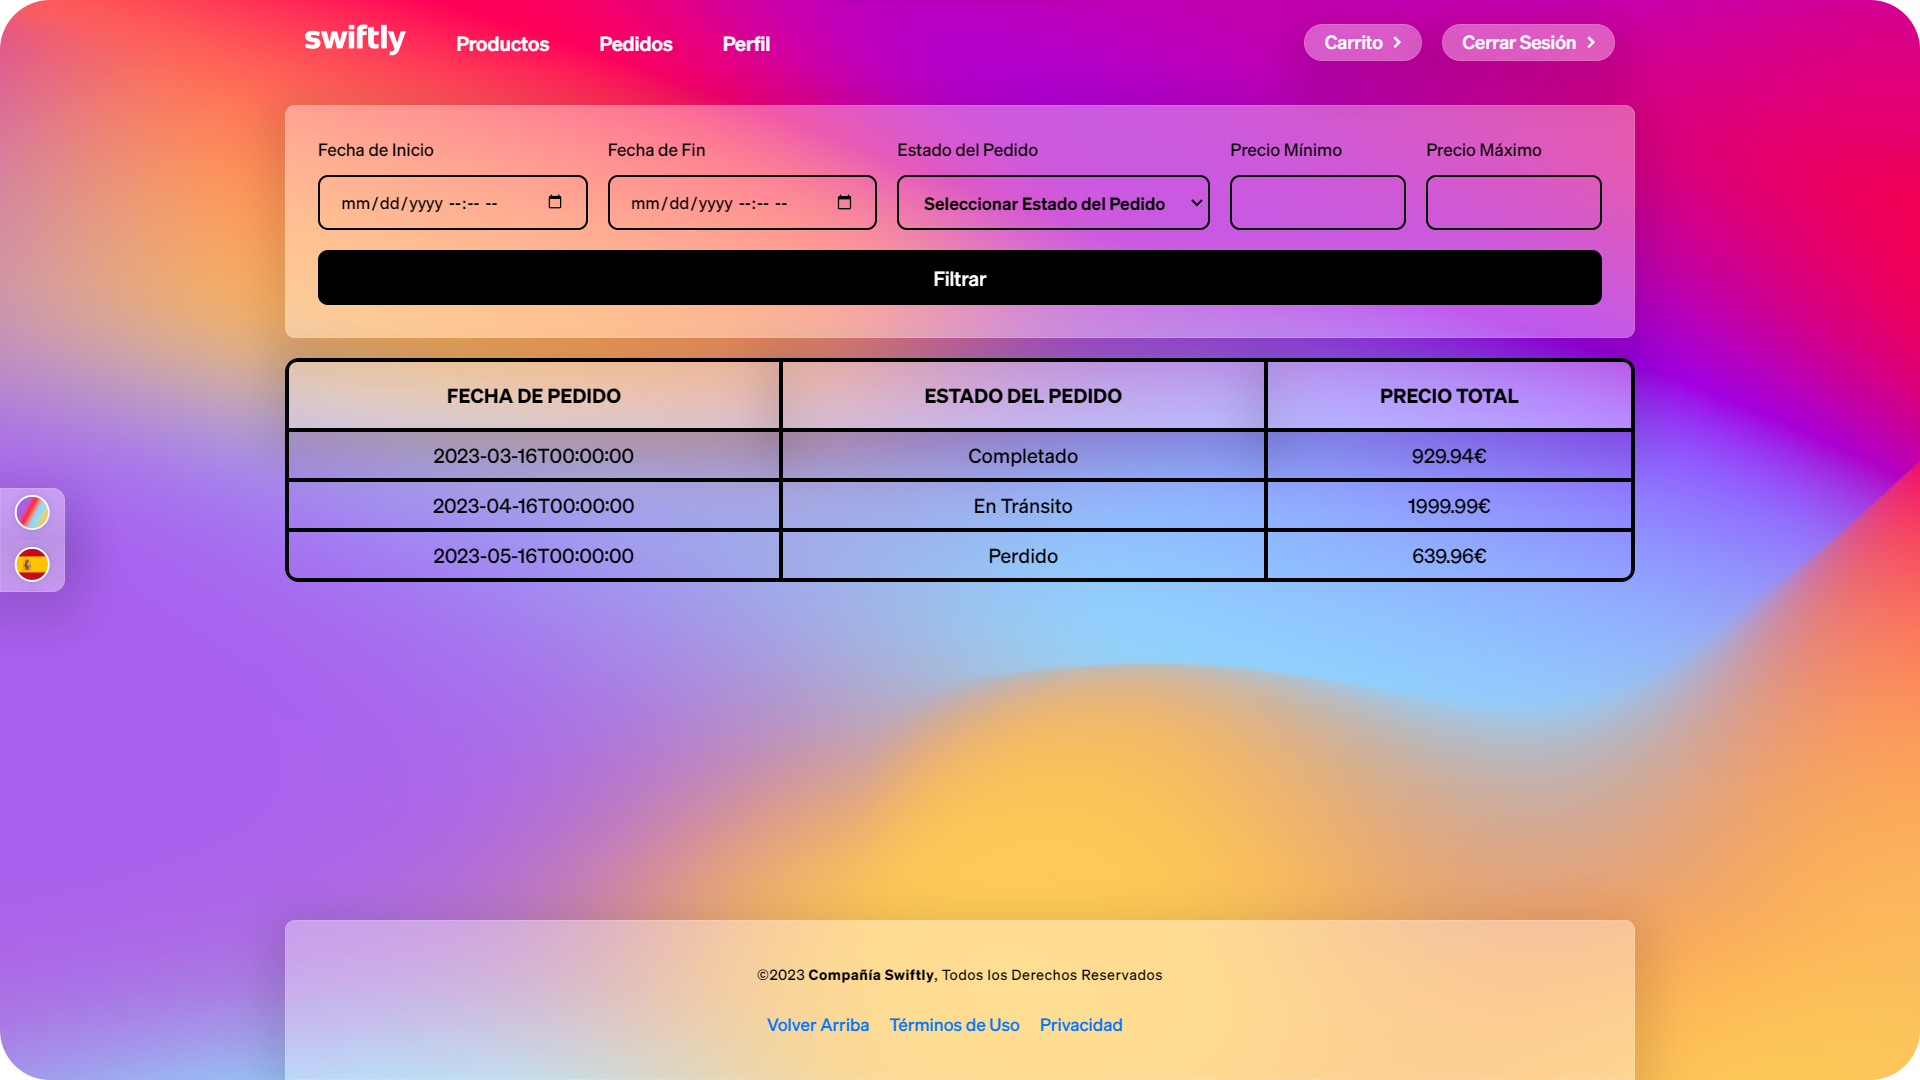 swiftly Productos Pedidos Perfil Carrito Cerrar Sesión
Fecha de Inicio Fecha de Fin Estado del Pedido Precio Mínimo Precio Máximo
mm/dd/yyyy --:-- -- mm/dd/yyyy --:-- -- Seleccionar Estado del Pedido
Filtrar
FECHA DE PEDIDO ESTADO DEL PEDIDO PRECIO TOTAL
2023-03-16T00:00:00 Completado 929.94€
2023-04-16T00:00:00 En Tránsito 1999.99€
2023-05-16T00:00:00 Perdido 639.96€
©2023 Compañía Swiftly, Todos los Derechos Reservados
Volver Arriba Términos de Uso Privacidad